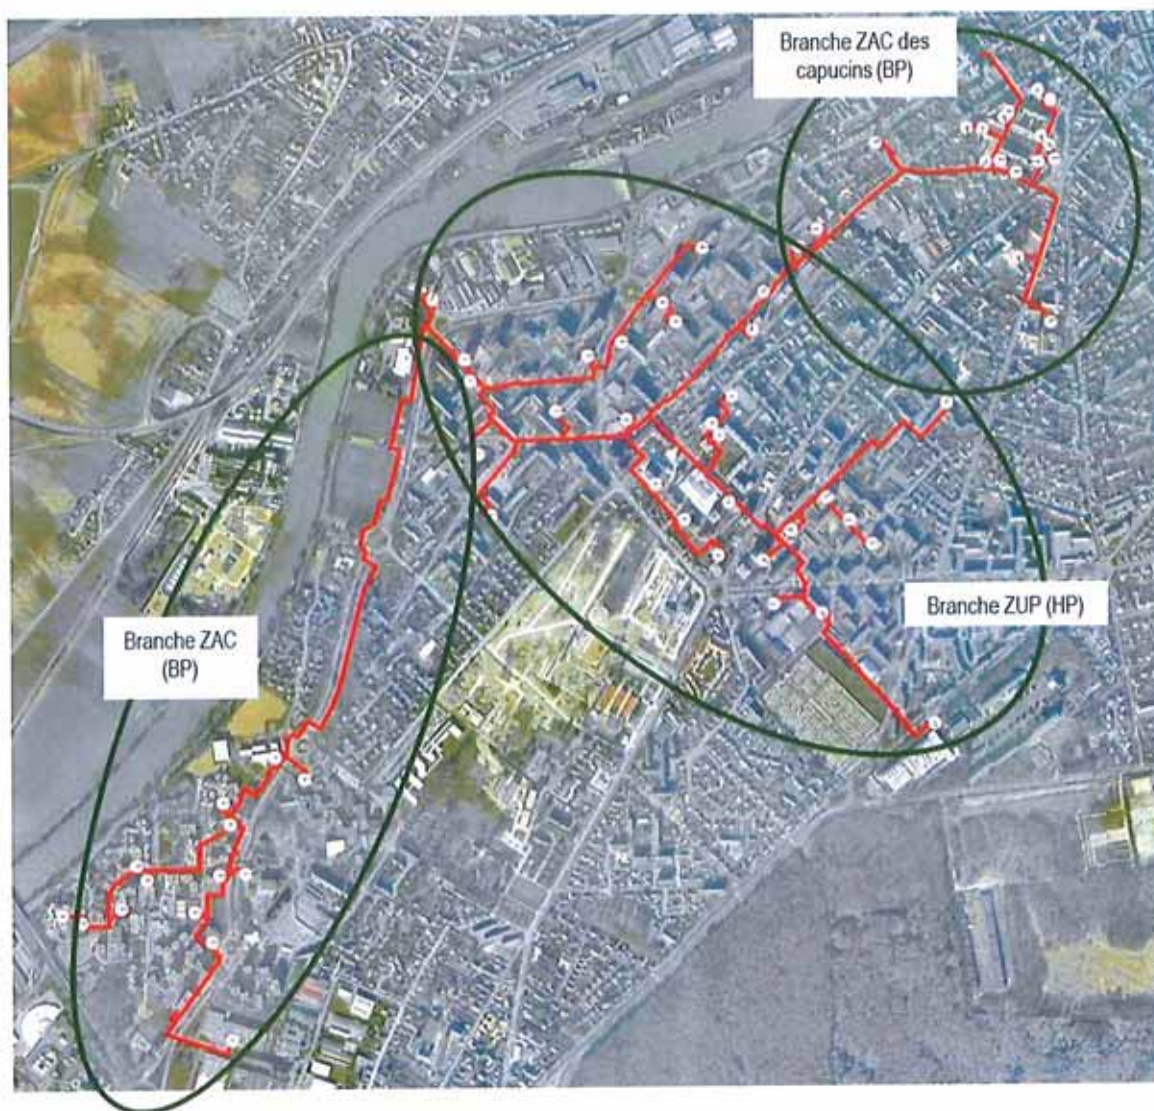 Branche ZAC des
capucins (BP)
Branche ZUP (HP)
Branche ZAC
(BP)